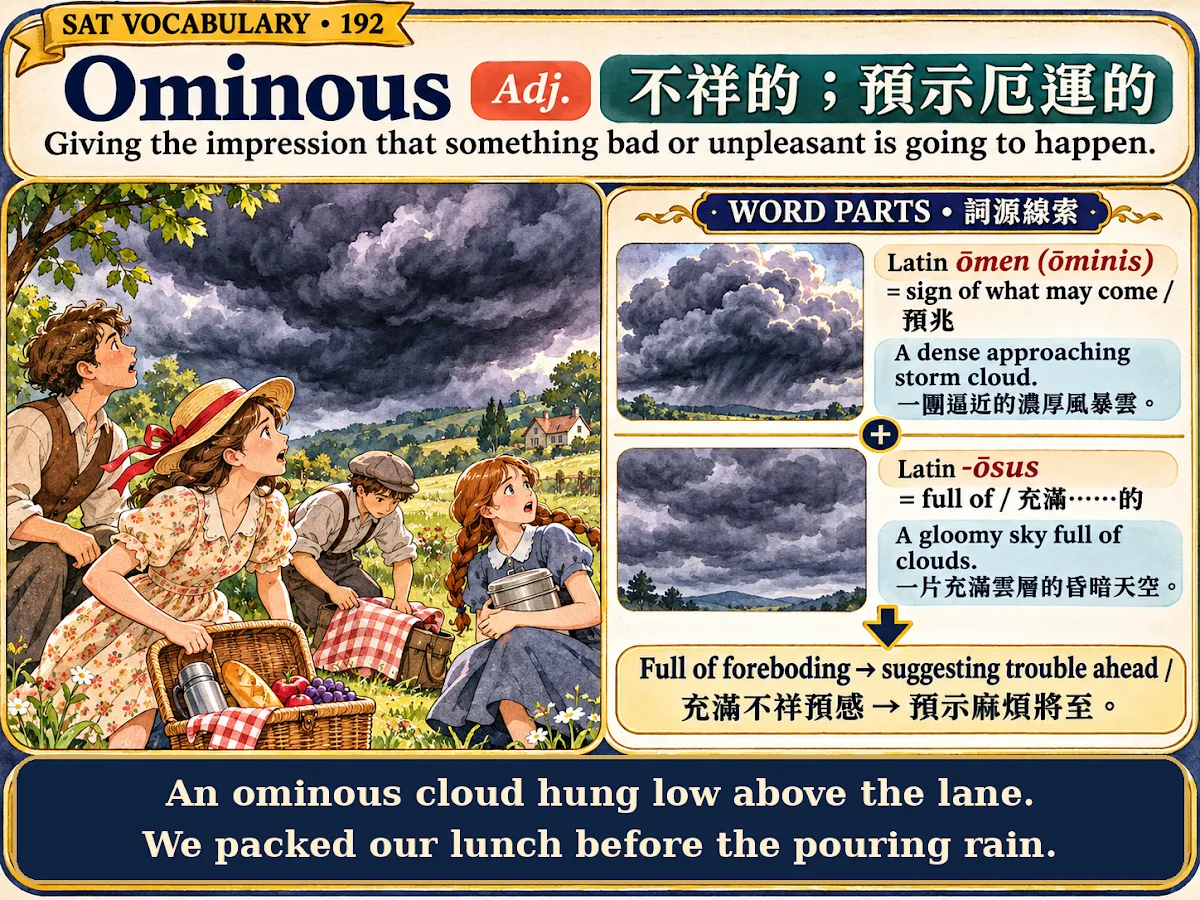 SAT VOCABULARY • 192
Ominous Adj. 不祥的；預示厄運的
Giving the impression that something bad or unpleasant is going to happen.
· WORD PARTS • 詞源線索 ·
Latin ōmen (ōminis)
= sign of what may come /
預兆
A dense approaching
storm cloud.
一團逼近的濃厚風暴雲。
+
Latin -ōsus
= full of / 充滿⋯⋯的
A gloomy sky full of
clouds.
一片充滿雲層的昏暗天空。
Full of foreboding → suggesting trouble ahead /
充滿不祥預感 → 預示麻煩將至。
An ominous cloud hung low above the lane.
We packed our lunch before the pouring rain.